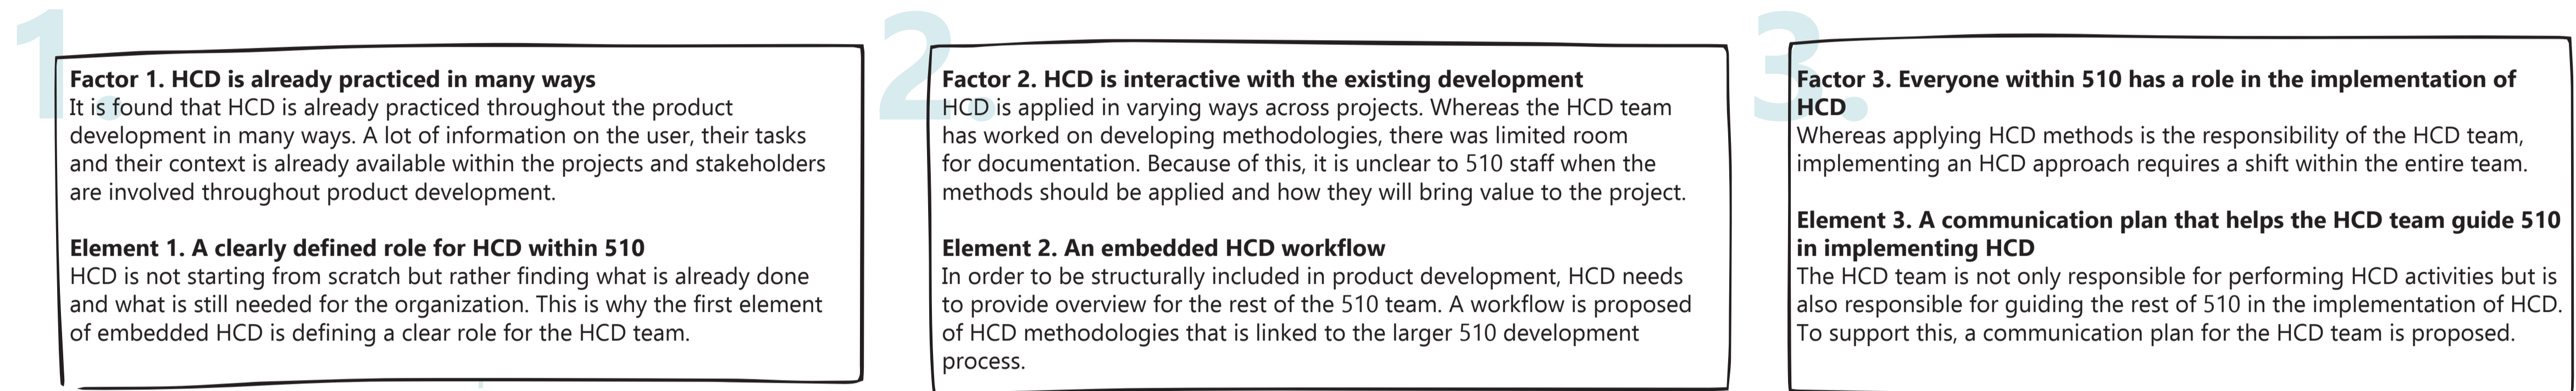 1.
Factor 1. HCD is already practiced in many ways
It is found that HCD is already practiced throughout the product
development in many ways. A lot of information on the user, their tasks
and their context is already available within the projects and stakeholders
are involved throughout product development.
Element 1. A clearly defined role for HCD within 510
HCD is not starting from scratch but rather finding what is already done
and what is still needed for the organization. This is why the first element
of embedded HCD is defining a clear role for the HCD team.
2.
Factor 2. HCD is interactive with the existing development
HCD is applied in varying ways across projects. Whereas the HCD team
has worked on developing methodologies, there was limited room
for documentation. Because of this, it is unclear to 510 staff when the
methods should be applied and how they will bring value to the project.
Element 2. An embedded HCD workflow
In order to be structurally included in product development, HCD needs
to provide overview for the rest of the 510 team. A workflow is proposed
of HCD methodologies that is linked to the larger 510 development
process.
3.
Factor 3. Everyone within 510 has a role in the implementation of
HCD
Whereas applying HCD methods is the responsibility of the HCD team,
implementing an HCD approach requires a shift within the entire team.
Element 3. A communication plan that helps the HCD team guide 510
in implementing HCD
The HCD team is not only responsible for performing HCD activities but is
also responsible for guiding the rest of 510 in the implementation of HCD.
To support this, a communication plan for the HCD team is proposed.